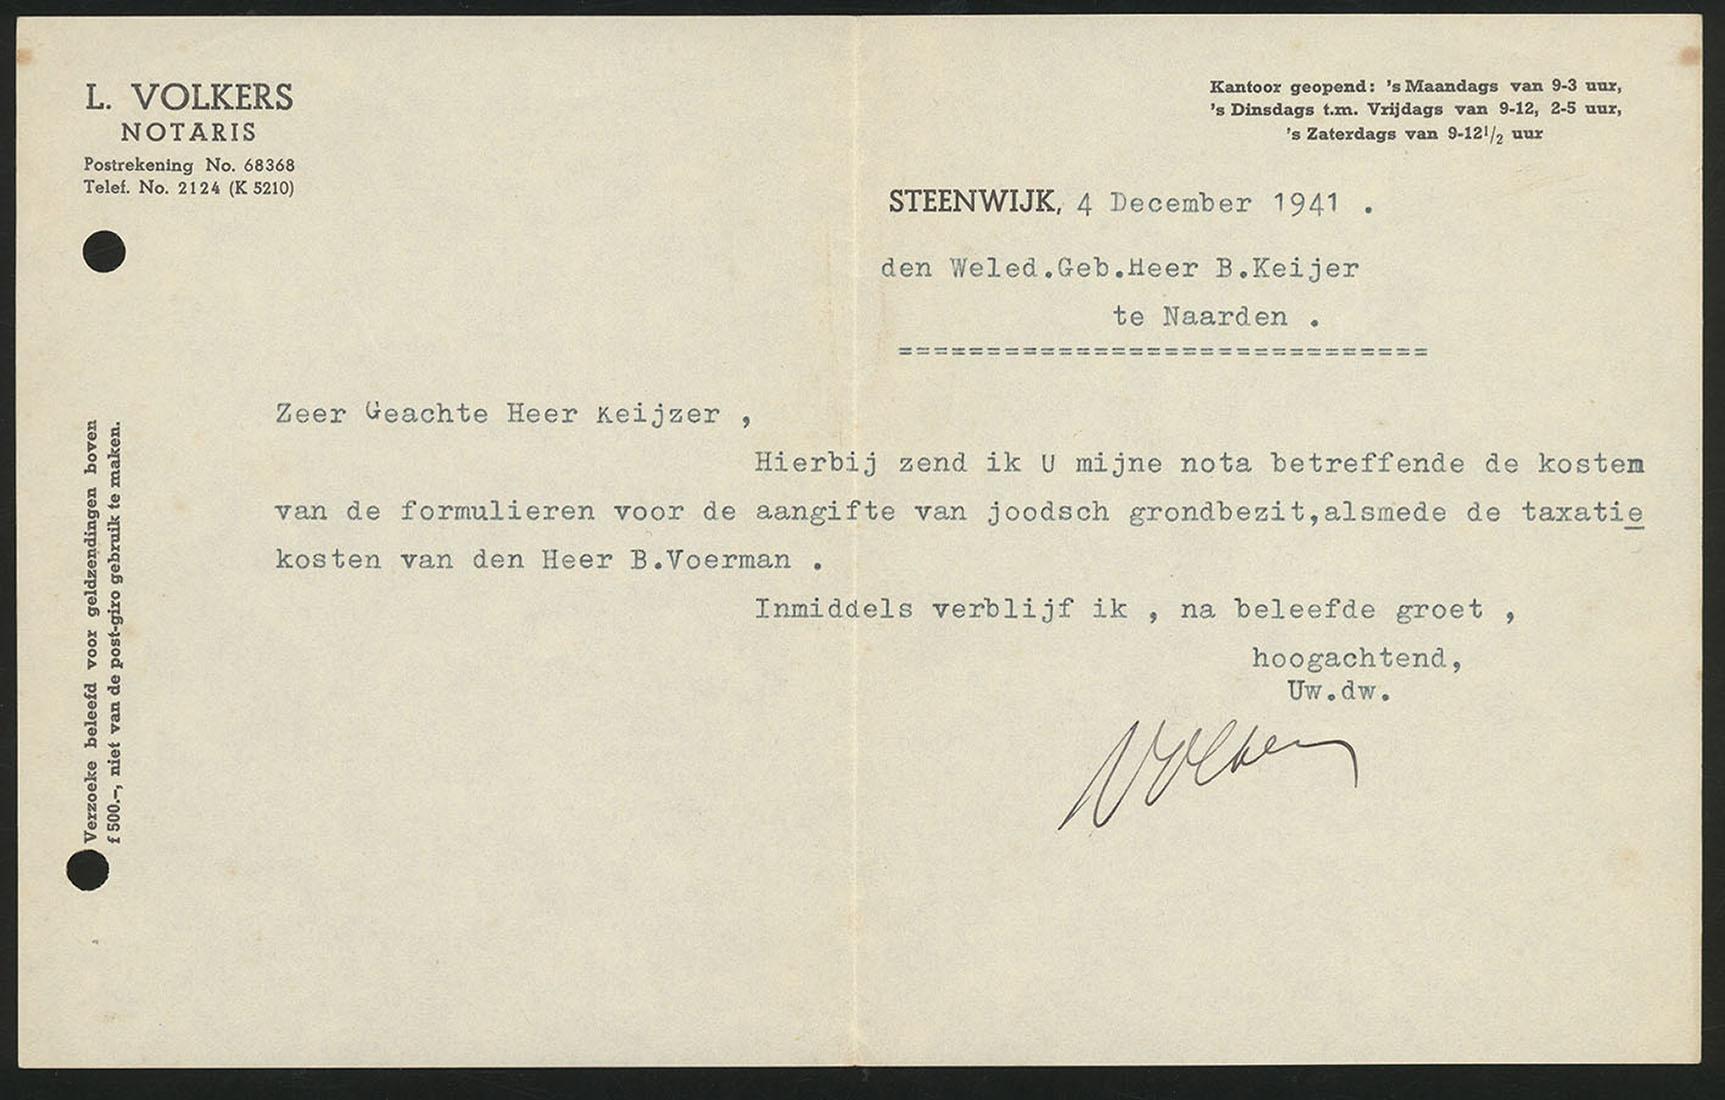 L. VOLKERS
NOTARIS
Postrekening No. 68368
Telef. No. 2124 (K 5210)
Kantoor geopend: 's Maandags van 9-3 uur,
's Dinsdags t.m. Vrijdags van 9-12, 2-5 uur,
's Zaterdags van 9-12½ uur
STEENWIJK, 4 December 1941 .
den Weled.Geb.Heer B.Keijer
te Naarden .
==============================
Zeer Geachte Heer Keijzer ,
Hierbij zend ik U mijne nota betreffende de kosten
van de formulieren voor de aangifte van joodsch grondbezit,alsmede de taxatie
kosten van den Heer B.Voerman .
Inmiddels verblijf ik , na beleefde groet ,
hoogachtend,
Uw.dw.
Volkers
Verzoeke beleefd voor geldzendingen boven
f 500.-, niet van de post-giro gebruik te maken.